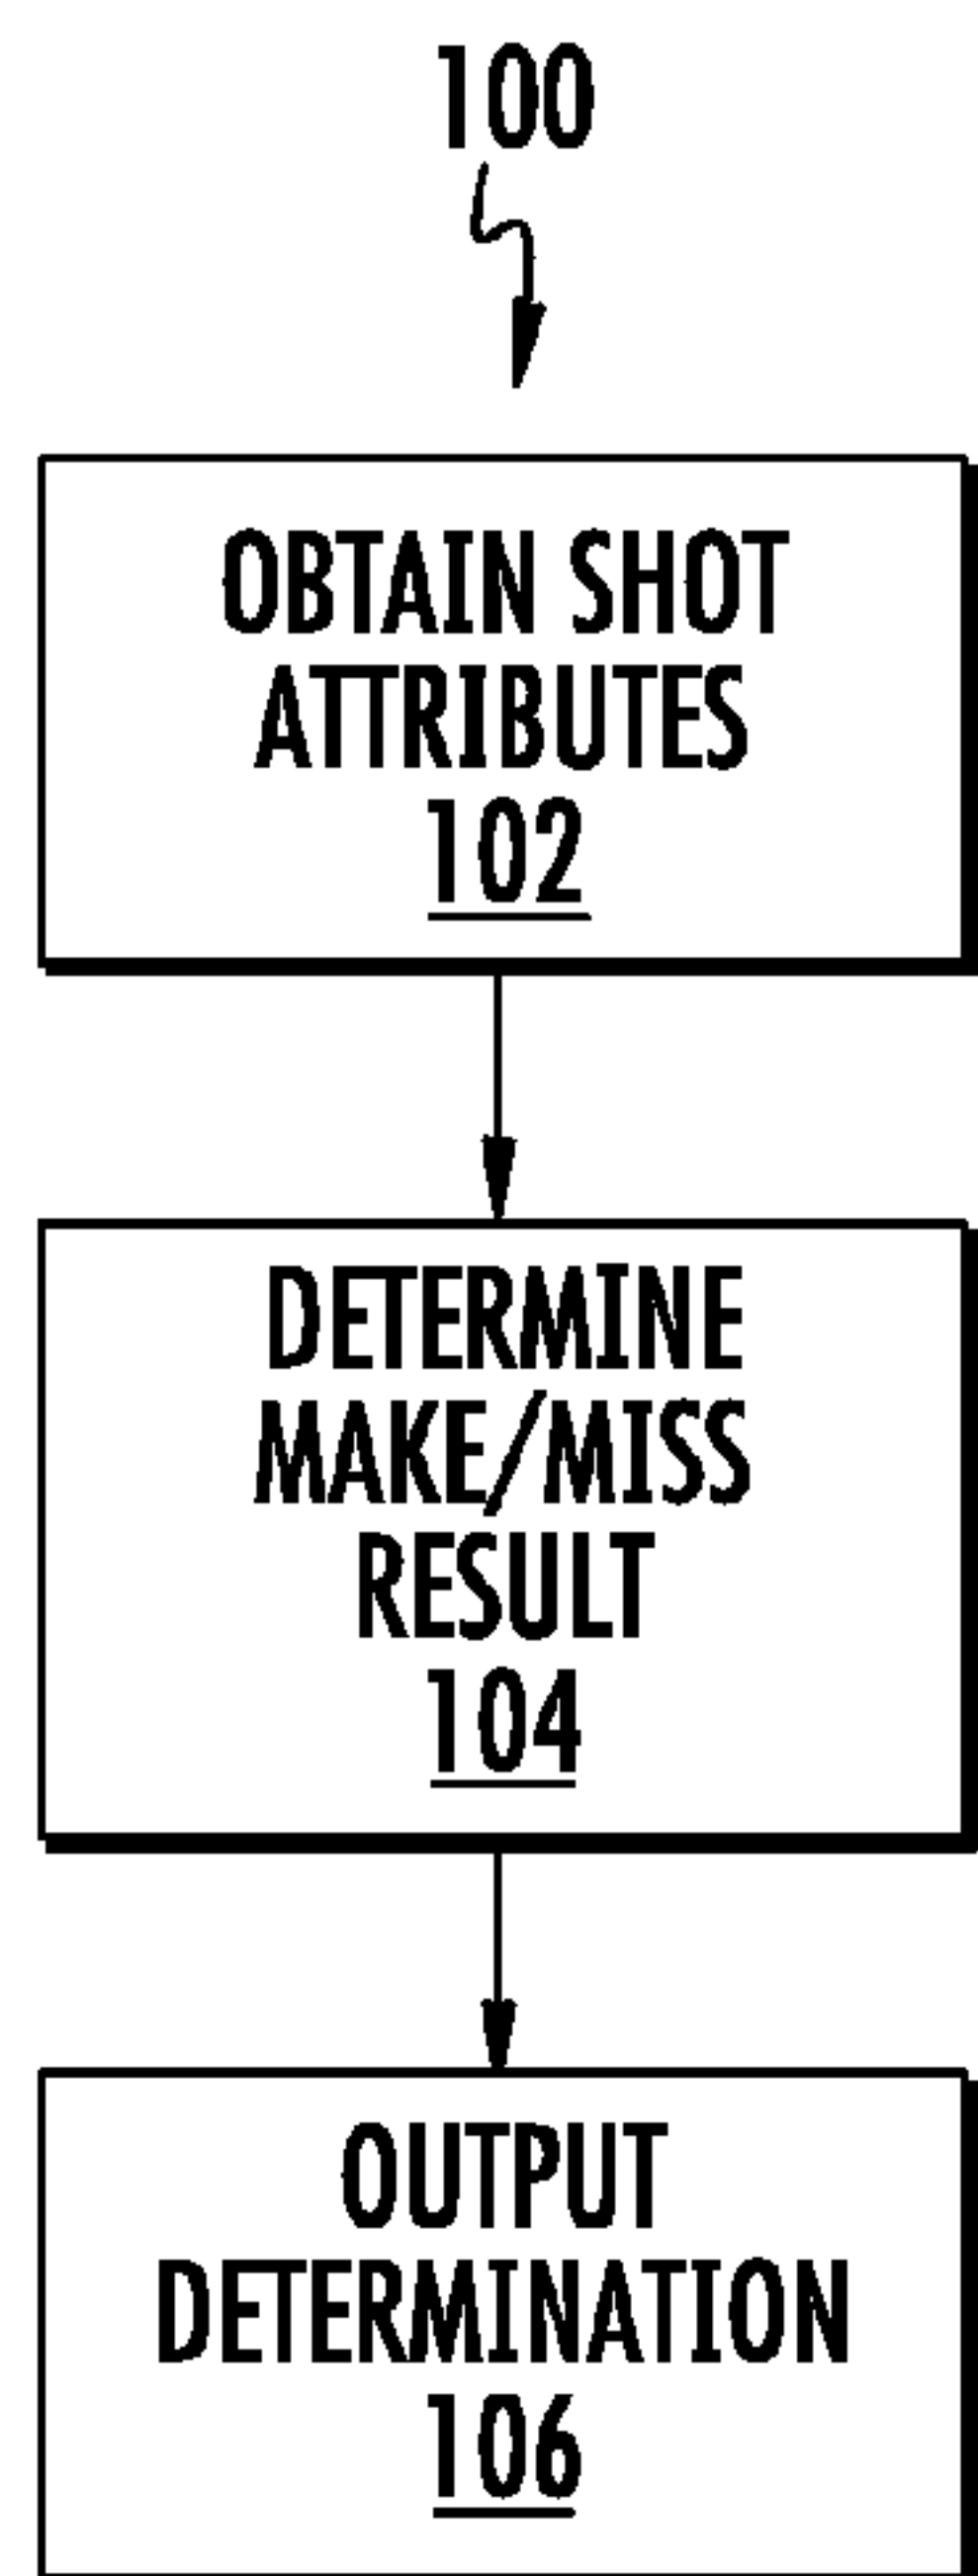 100
OBTAIN SHOT
ATTRIBUTES
102
DETERMINE
MAKE/MISS
RESULT
104
OUTPUT
DETERMINATION
106